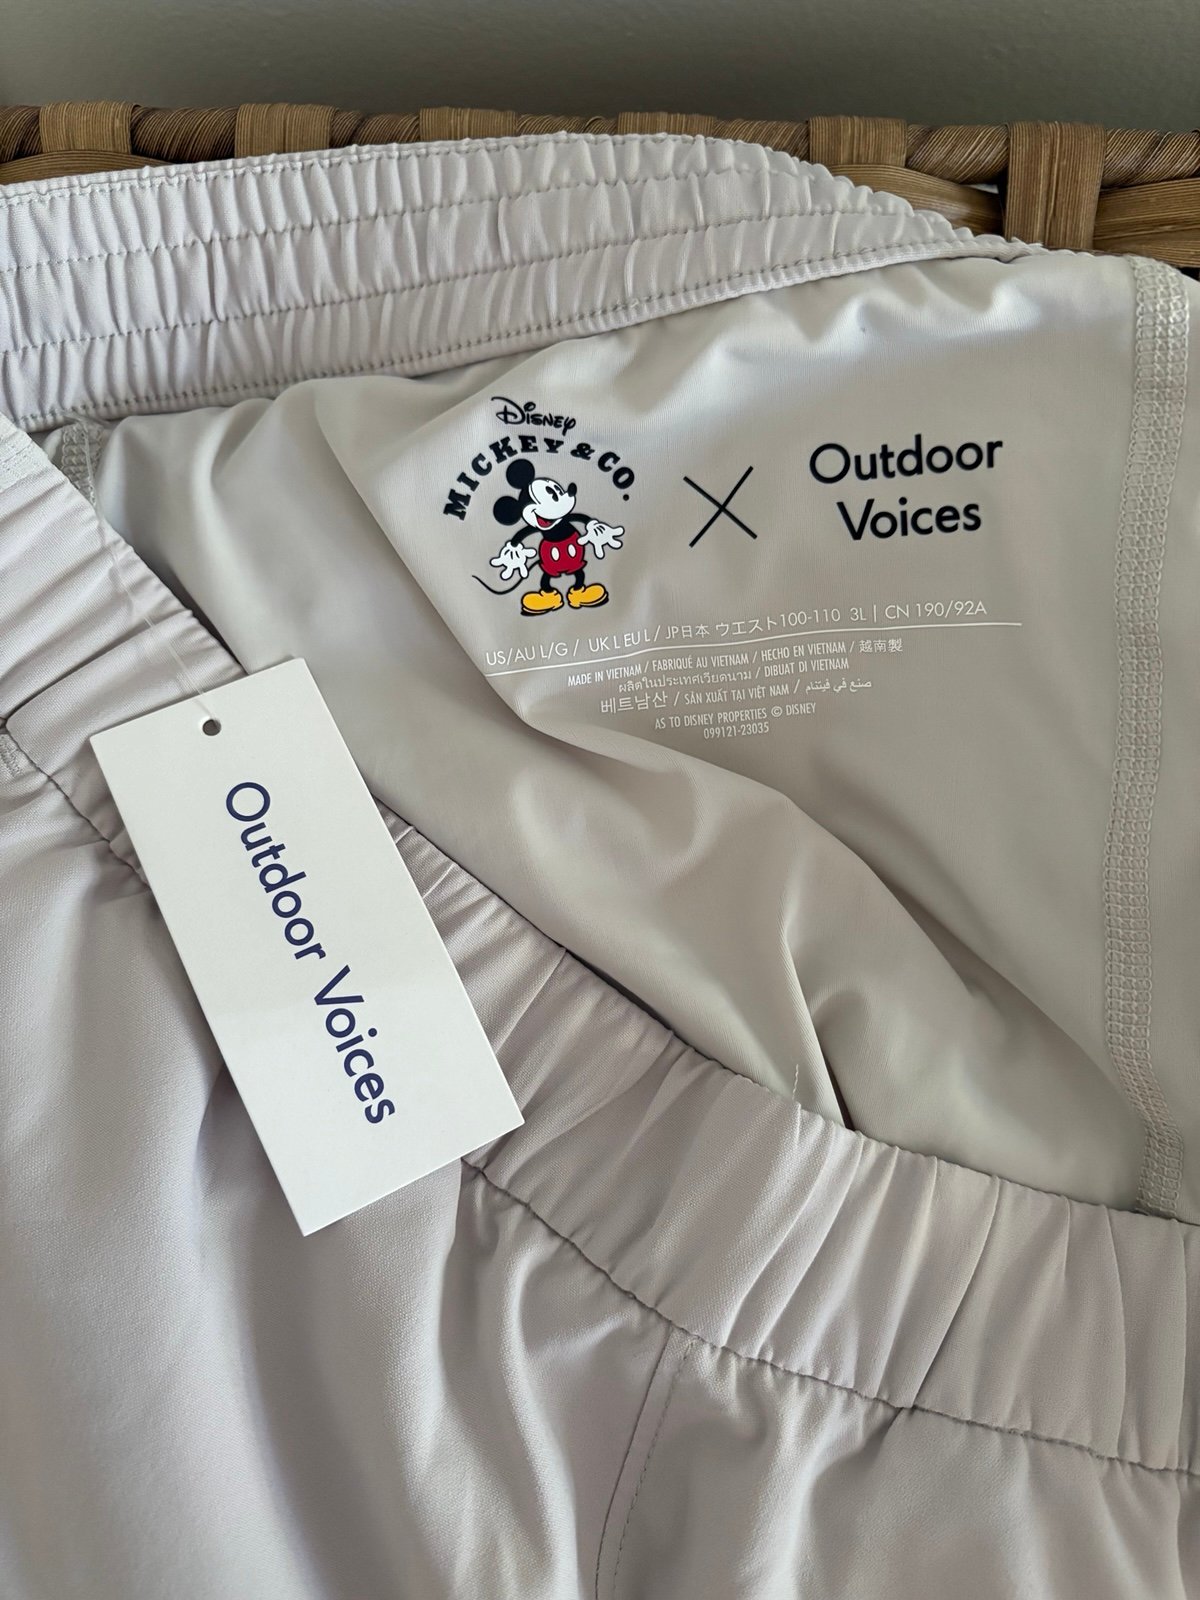 Disney
MICKEY & CO.
Outdoor
Voices
US/AU L/G / UK L EU L / JP日本 ウエスト100-110 3L | CN 190/92A
MADE IN VIETNAM / FABRIQUÉ AU VIETNAM / HECHO EN VIETNAM / 越南製
ผลิตในประเทศเวียดนาม / DIBUAT DI VIETNAM
베트남산 / SẢN XUẤT TẠI VIỆT NAM / صنع في فيتنام
AS TO DISNEY PROPERTIES © DISNEY
099121-23035
Outdoor Voices